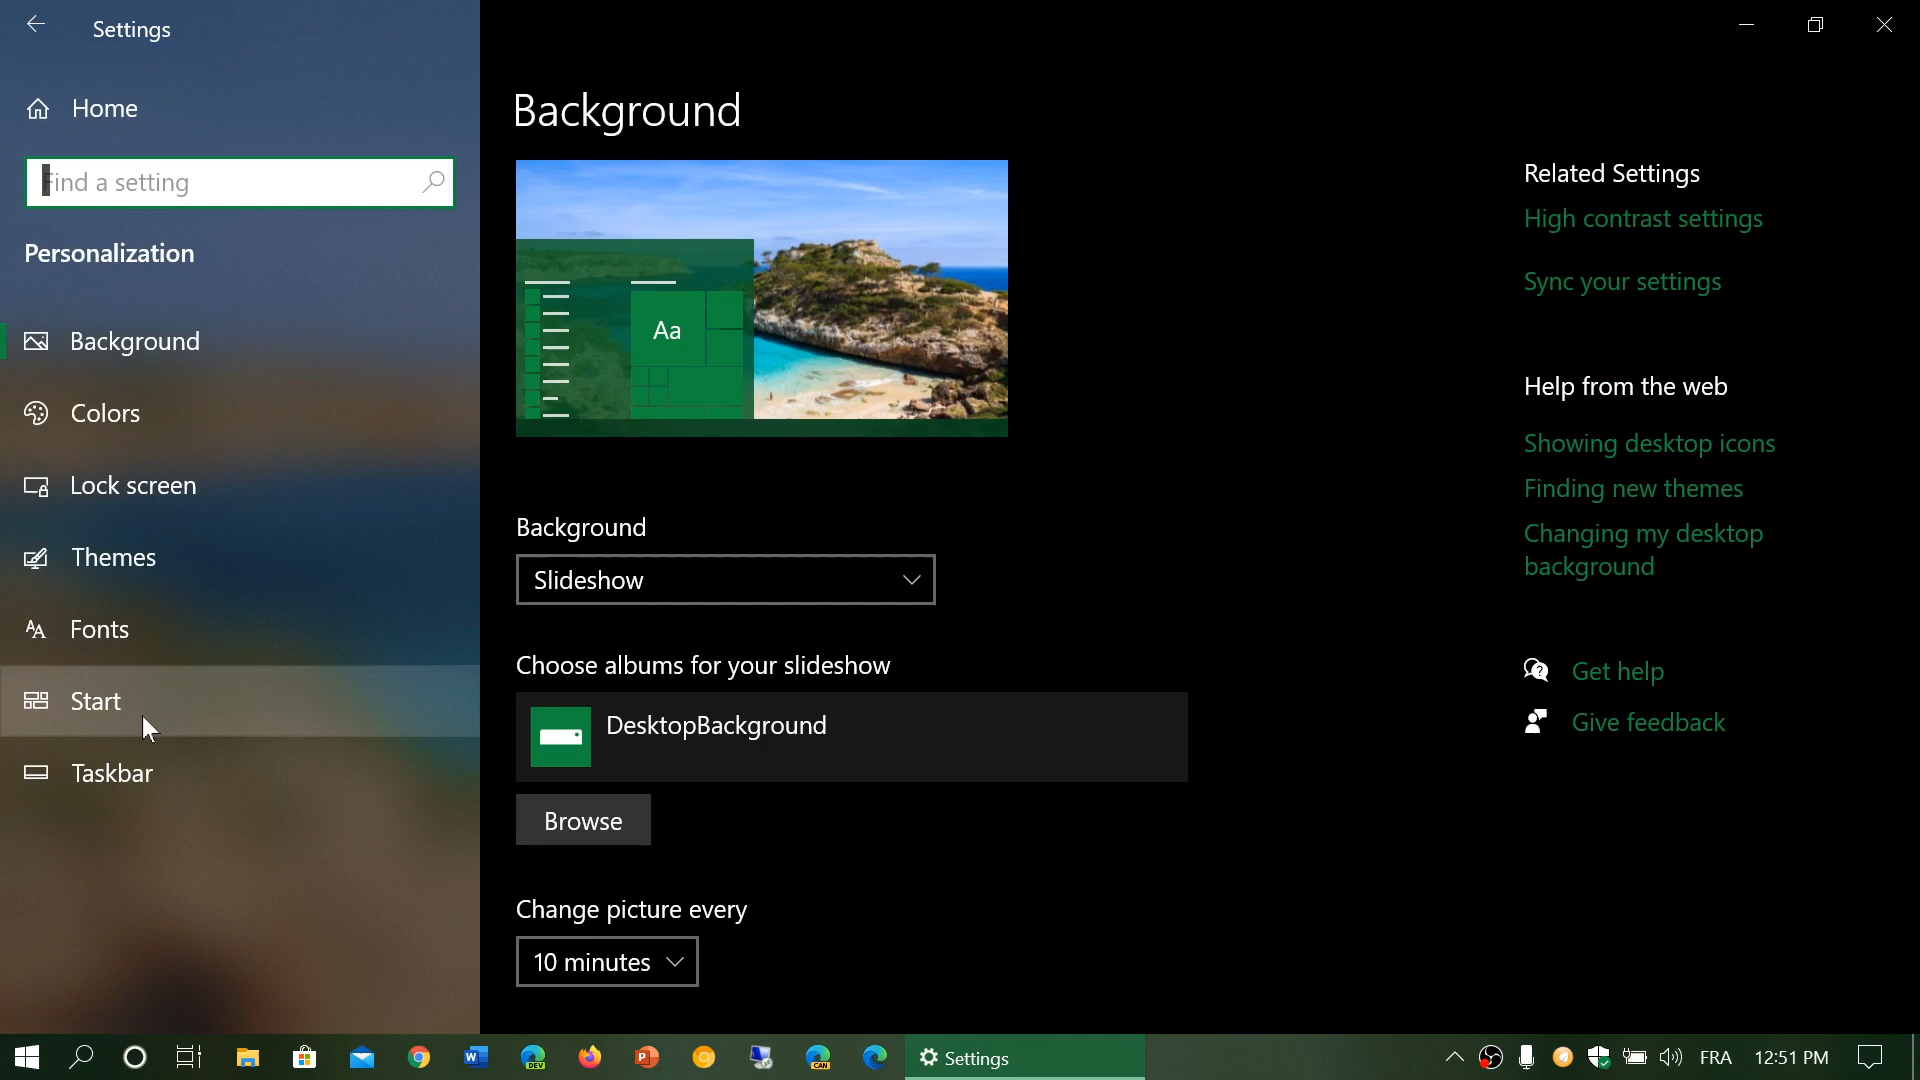 Settings
Home
Find a setting
Personalization
Background
Colors
Lock screen
Themes
Fonts
Start
Taskbar
Background
Aa
Background
Slideshow
Choose albums for your slideshow
DesktopBackground
Browse
Change picture every
10 minutes
Related Settings
High contrast settings
Sync your settings
Help from the web
Showing desktop icons
Finding new themes
Changing my desktop
background
Get help
Give feedback
W
DEV
P
CAN
Settings
FRA
12:51 PM